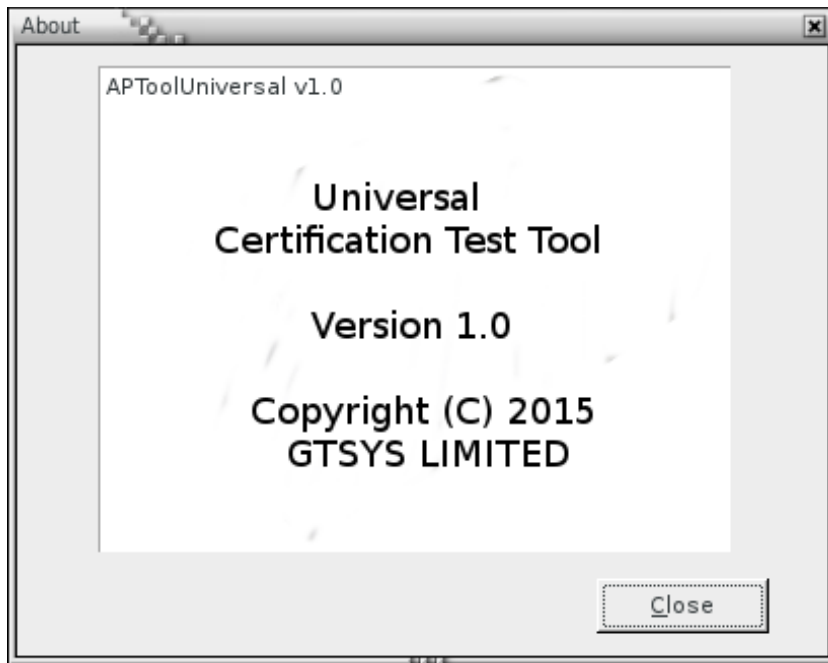 About
APToolUniversal v1.0
Universal
Certification Test Tool
Version 1.0
Copyright (C) 2015
GTSYS LIMITED
Close